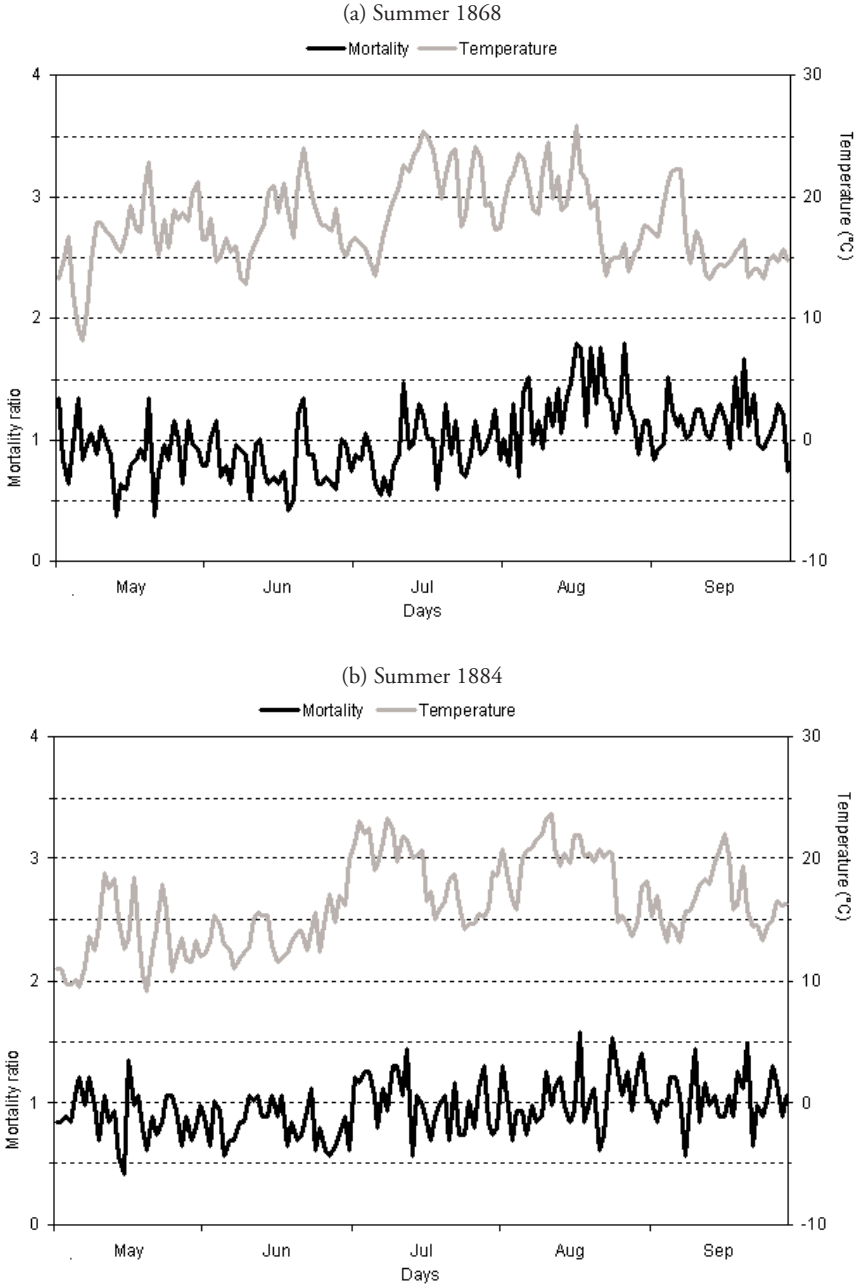 (a) Summer 1868
Mortality Temperature
4 30
3 20
2 10
1 0
0 -10
Mortality ratio
Temperature (°C)
May Jun Jul Aug Sep
Days
(b) Summer 1884
Mortality Temperature
4 30
3 20
2 10
1 0
0 -10
Mortality ratio
Temperature (°C)
May Jun Jul Aug Sep
Days